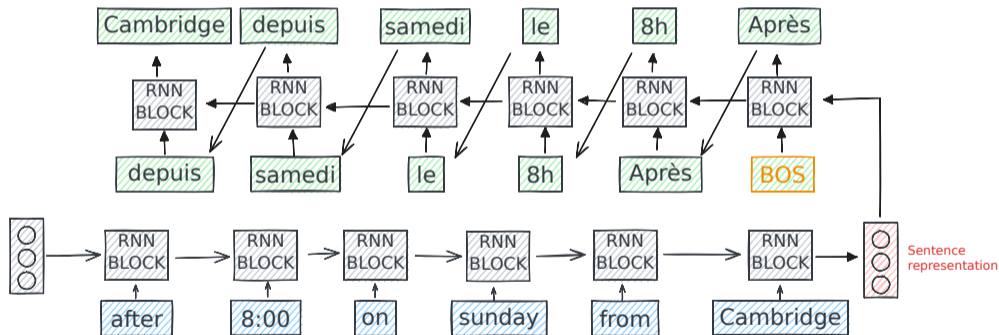 Cambridge depuis samedi le 8h Après
RNN BLOCK RNN BLOCK RNN BLOCK RNN BLOCK RNN BLOCK RNN BLOCK
depuis samedi le 8h Après BOS
RNN BLOCK RNN BLOCK RNN BLOCK RNN BLOCK RNN BLOCK RNN BLOCK
Sentence
representation
after 8:00 on sunday from Cambridge